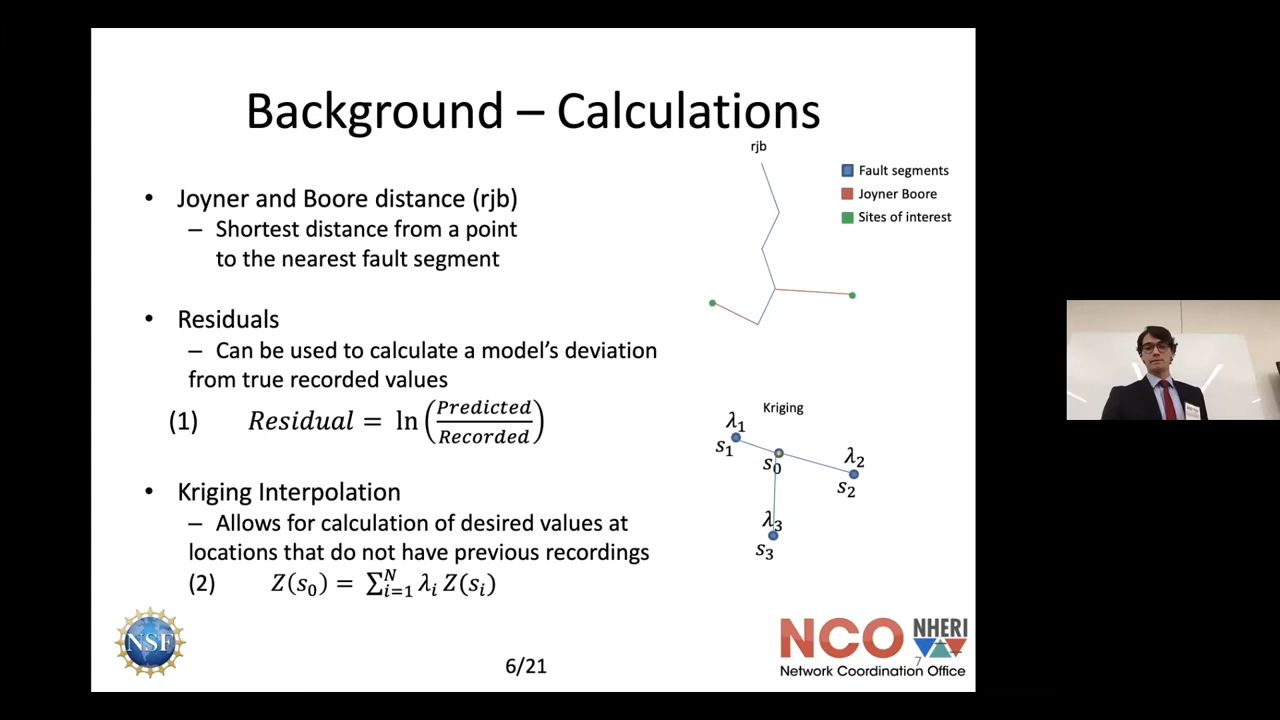 Background – Calculations
• Joyner and Boore distance (rjb)
– Shortest distance from a point
to the nearest fault segment
• Residuals
– Can be used to calculate a model’s deviation
from true recorded values
(1) Residual = ln(Predicted/Recorded)
• Kriging Interpolation
– Allows for calculation of desired values at
locations that do not have previous recordings
(2) Z(s₀) = ∑ᵢ₌₁ᴺ λᵢ Z(sᵢ)
rjb
Fault segments
Joyner Boore
Sites of interest
Kriging
λ₁
s₁
s₀
λ₂
s₂
λ₃
s₃
NSF
6/21
NCO NHERI
7
Network Coordination Office